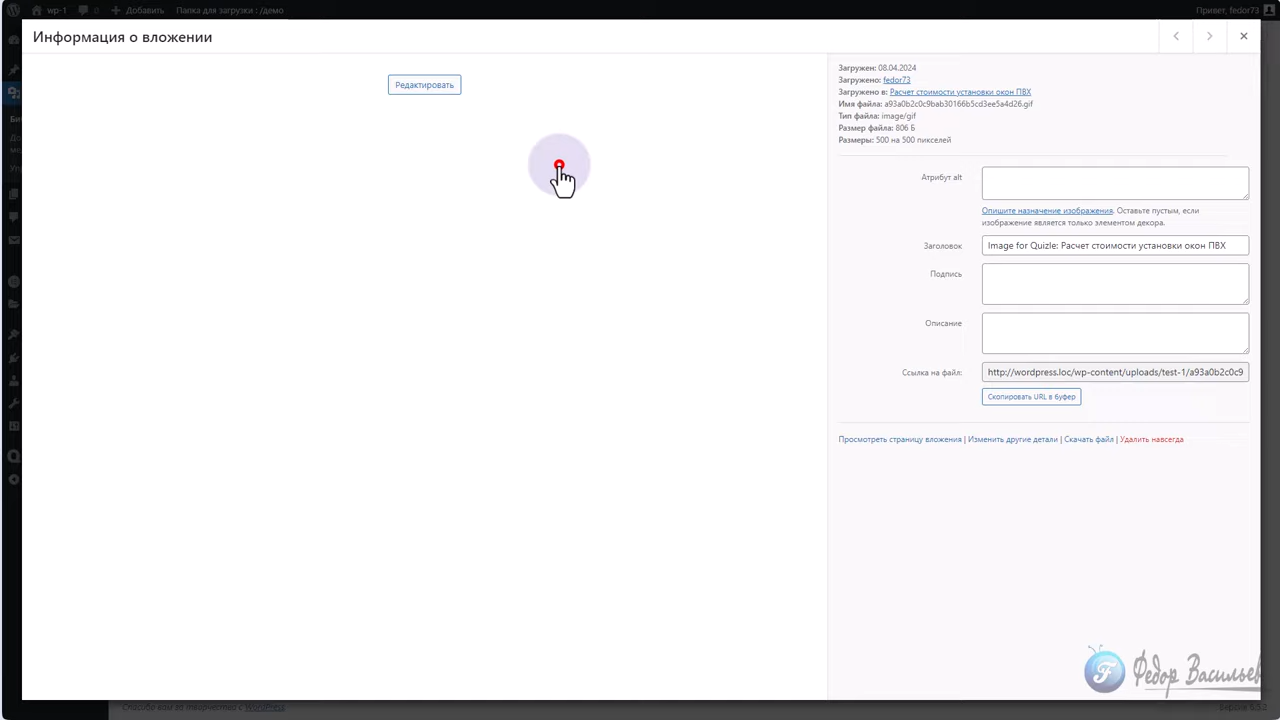 wp-1
0
Добавить
Папка для загрузки : /демо
Привет, fedor73
Информация о вложении
Редактировать
Загружен: 08.04.2024
Загружено: fedor73
Загружено в: Расчет стоимости установки окон ПВХ
Имя файла: a93a0b2c0c9bab30166b5cd3ee5a4d26.gif
Тип файла: image/gif
Размер файла: 806 Б
Размеры: 500 на 500 пикселей
Атрибут alt
Опишите назначение изображения. Оставьте пустым, если
изображение является только элементом декора.
Заголовок
Image for Quizle: Расчет стоимости установки окон ПВХ
Подпись
Описание
Ссылка на файл:
http://wordpress.loc/wp-content/uploads/test-1/a93a0b2c0c9
Скопировать URL в буфер
Просмотреть страницу вложения | Изменить другие детали | Скачать файл | Удалить навсегда
Федор Васильев
Спасибо вам за творчество с WordPress